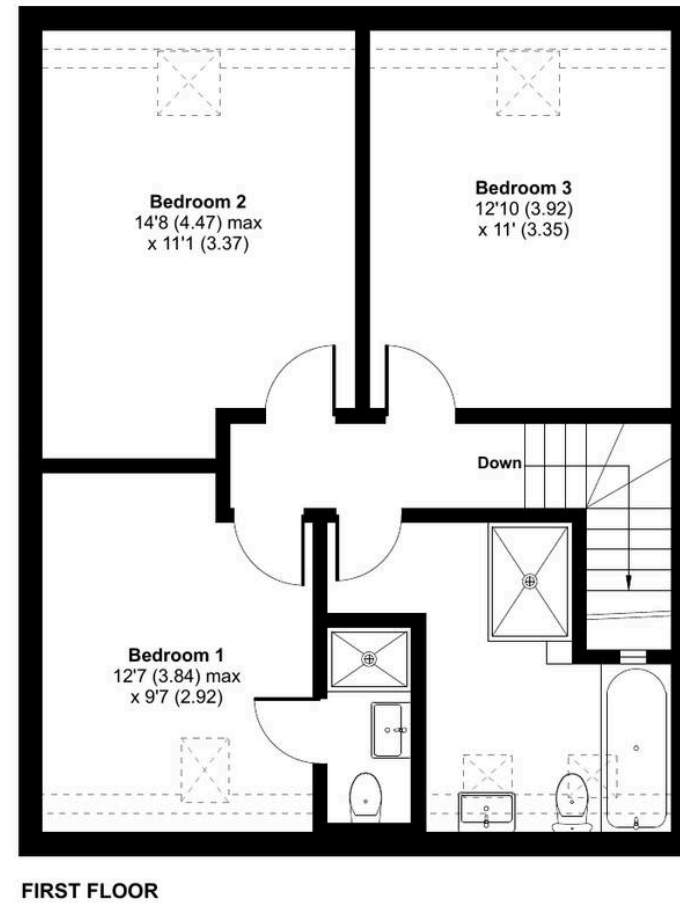 Bedroom 2
14'8 (4.47) max
x 11'1 (3.37)
Bedroom 3
12'10 (3.92)
x 11' (3.35)
Down
Bedroom 1
12'7 (3.84) max
x 9'7 (2.92)
FIRST FLOOR